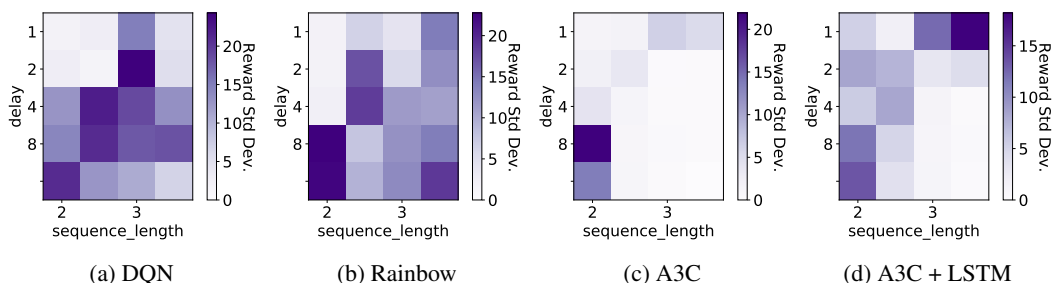 1
2
4
8
delay
2
3
sequence_length
0
5
10
15
20
Reward Std Dev.
(a) DQN
1
2
4
8
delay
2
3
sequence_length
0
5
10
15
20
Reward Std Dev.
(b) Rainbow
1
2
4
8
delay
2
3
sequence_length
0
5
10
15
20
Reward Std Dev.
(c) A3C
1
2
4
8
delay
2
3
sequence_length
0
5
10
15
Reward Std Dev.
(d) A3C + LSTM